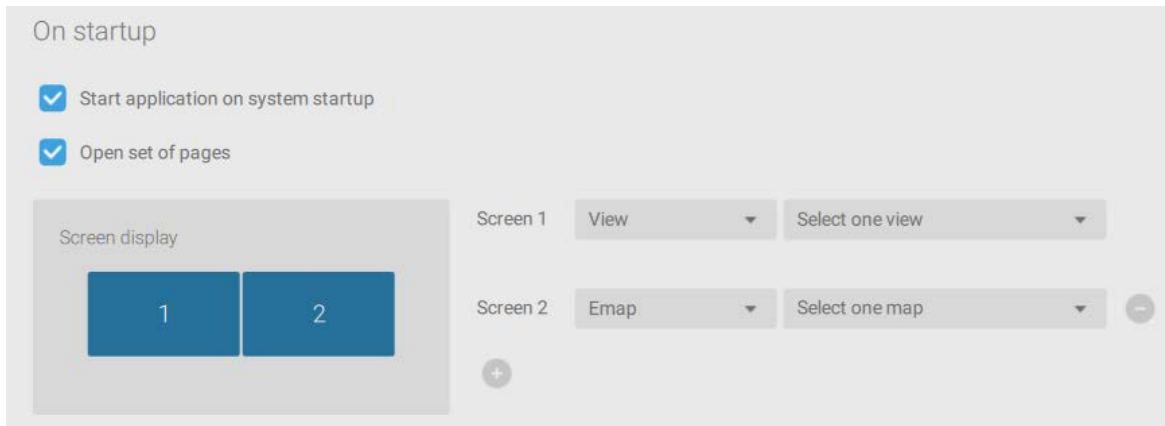 On startup
Start application on system startup
Open set of pages
Screen display
1 2
Screen 1 View Select one view
Screen 2 Emap Select one map